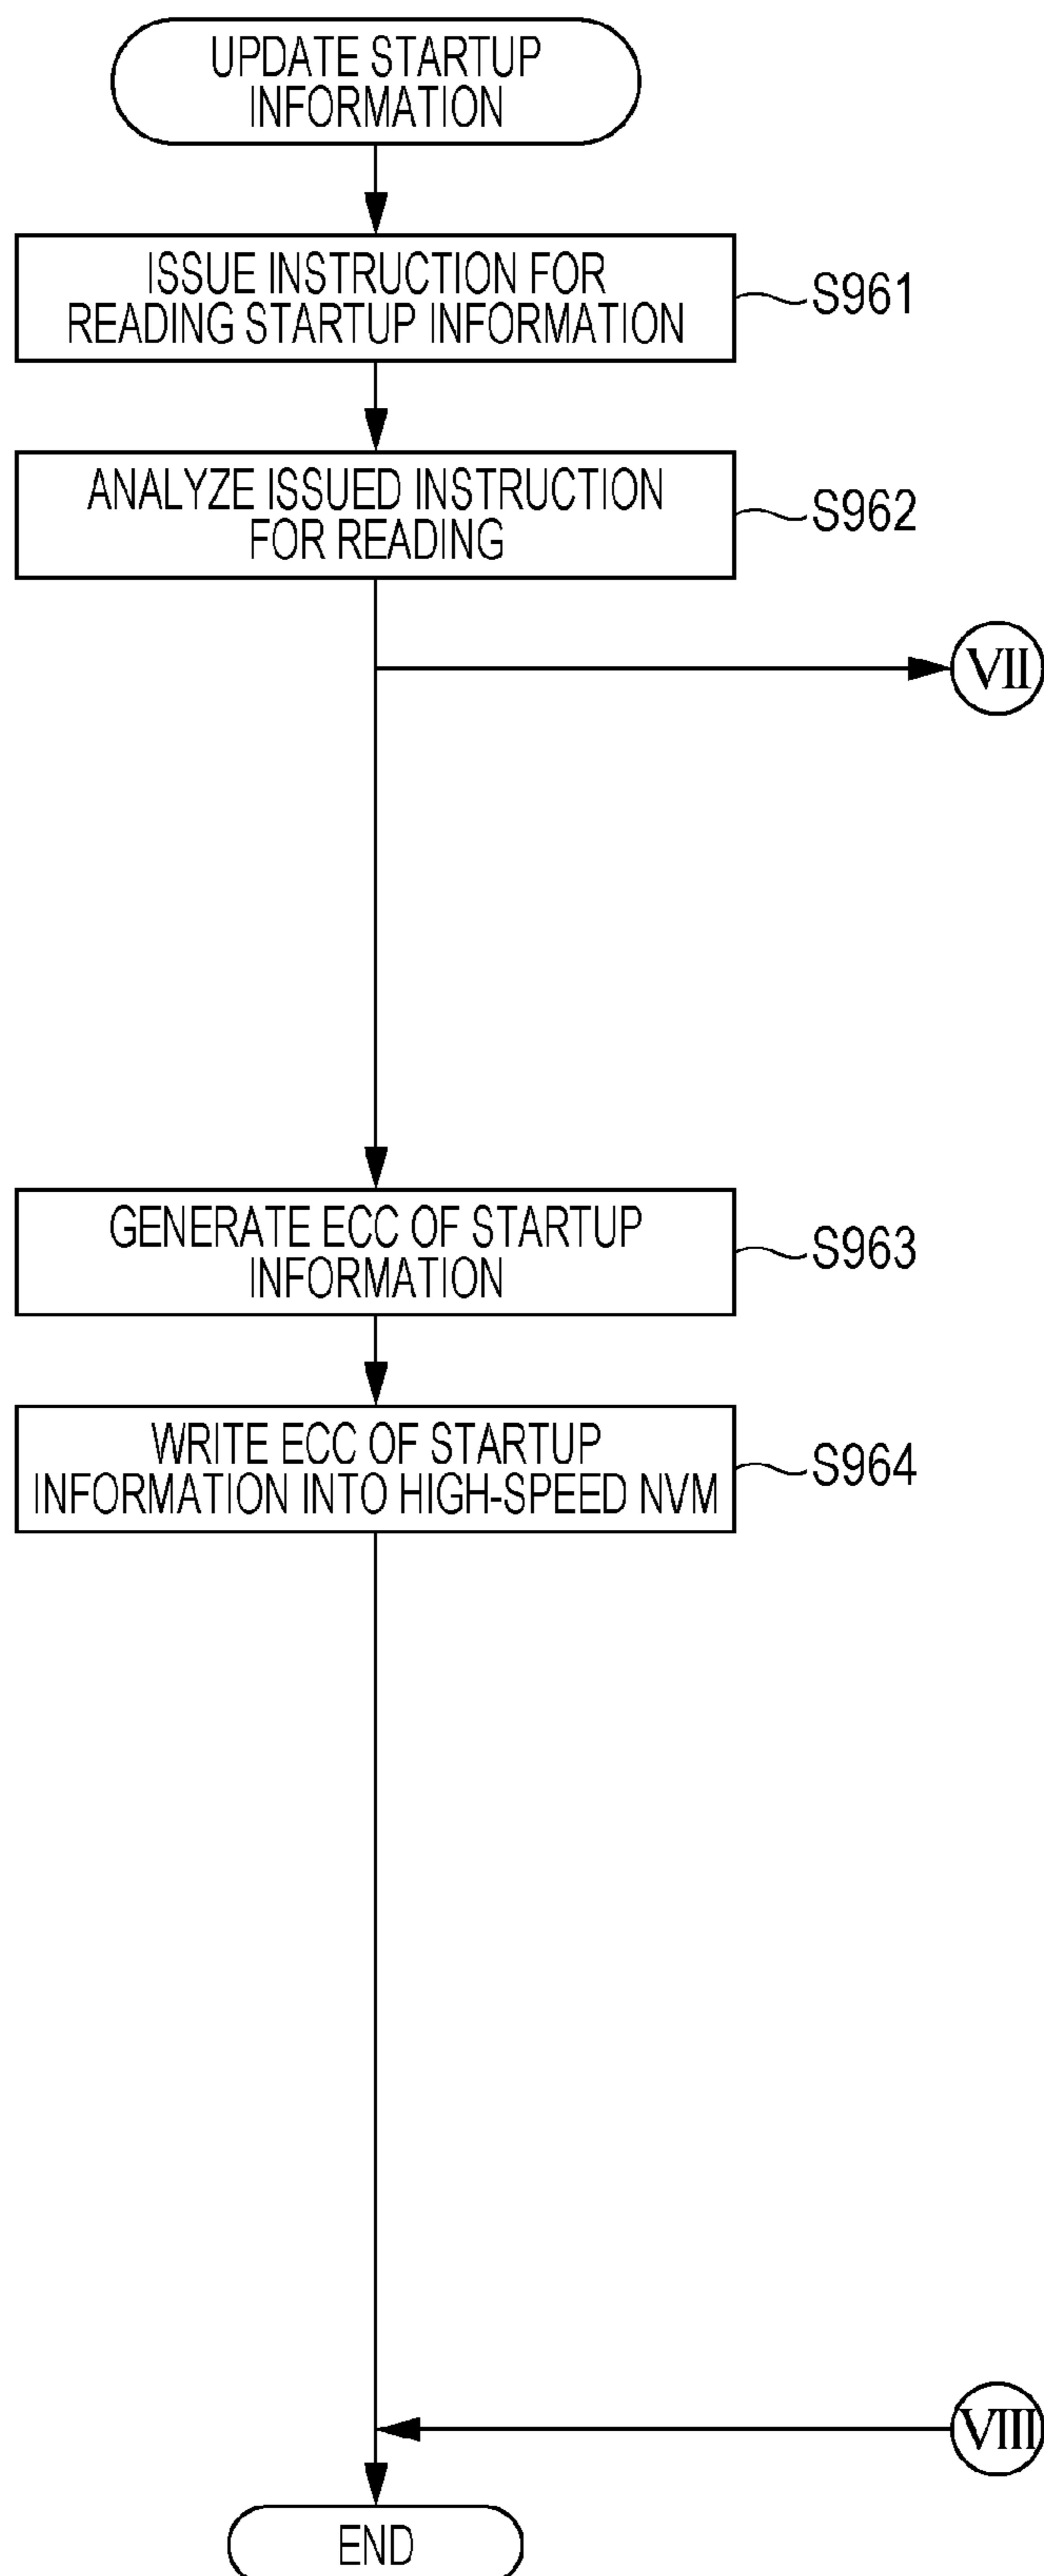 UPDATE STARTUP
INFORMATION
ISSUE INSTRUCTION FOR
READING STARTUP INFORMATION
S961
ANALYZE ISSUED INSTRUCTION
FOR READING
S962
VII
GENERATE ECC OF STARTUP
INFORMATION
S963
WRITE ECC OF STARTUP
INFORMATION INTO HIGH-SPEED NVM
S964
VIII
END